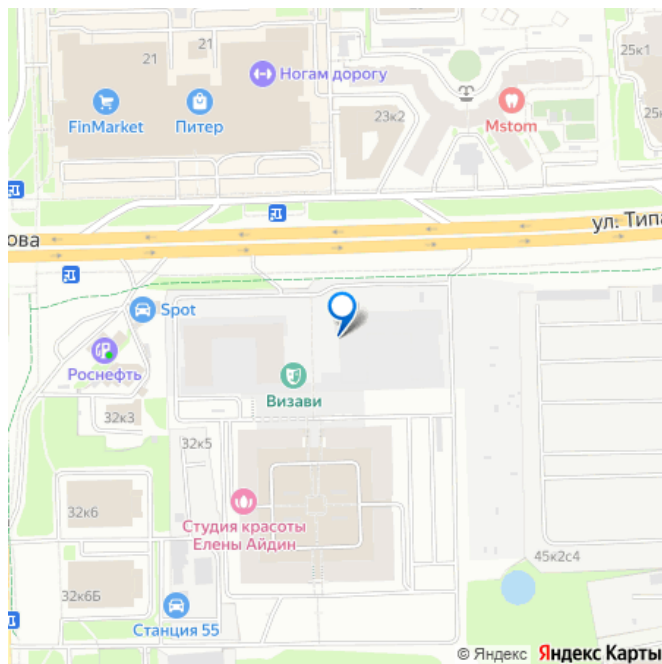 21
21
25к1
Ногам дорогу
FinMarket
Питер
23к2
Mstom
25к
ова
ул. Типа
Spot
Роснефть
Визави
32к3
32к5
32к6
Студия красоты
Елены Айдин
45к2с4
32к6Б
Станция 55
© Яндекс Яндекс Карты